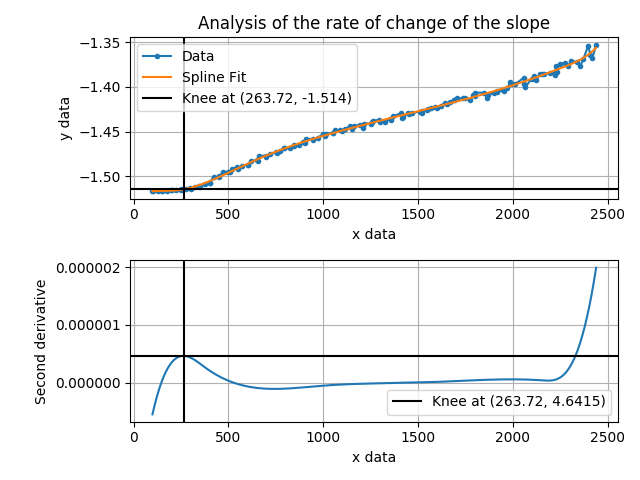 Analysis of the rate of change of the slope
−1.35
−1.40
−1.45
−1.50
y data
Data
Spline Fit
Knee at (263.72, -1.514)
0 500 1000 1500 2000 2500
x data
0.000002
0.000001
0.000000
Second derivative
Knee at (263.72, 4.6415)
0 500 1000 1500 2000 2500
x data